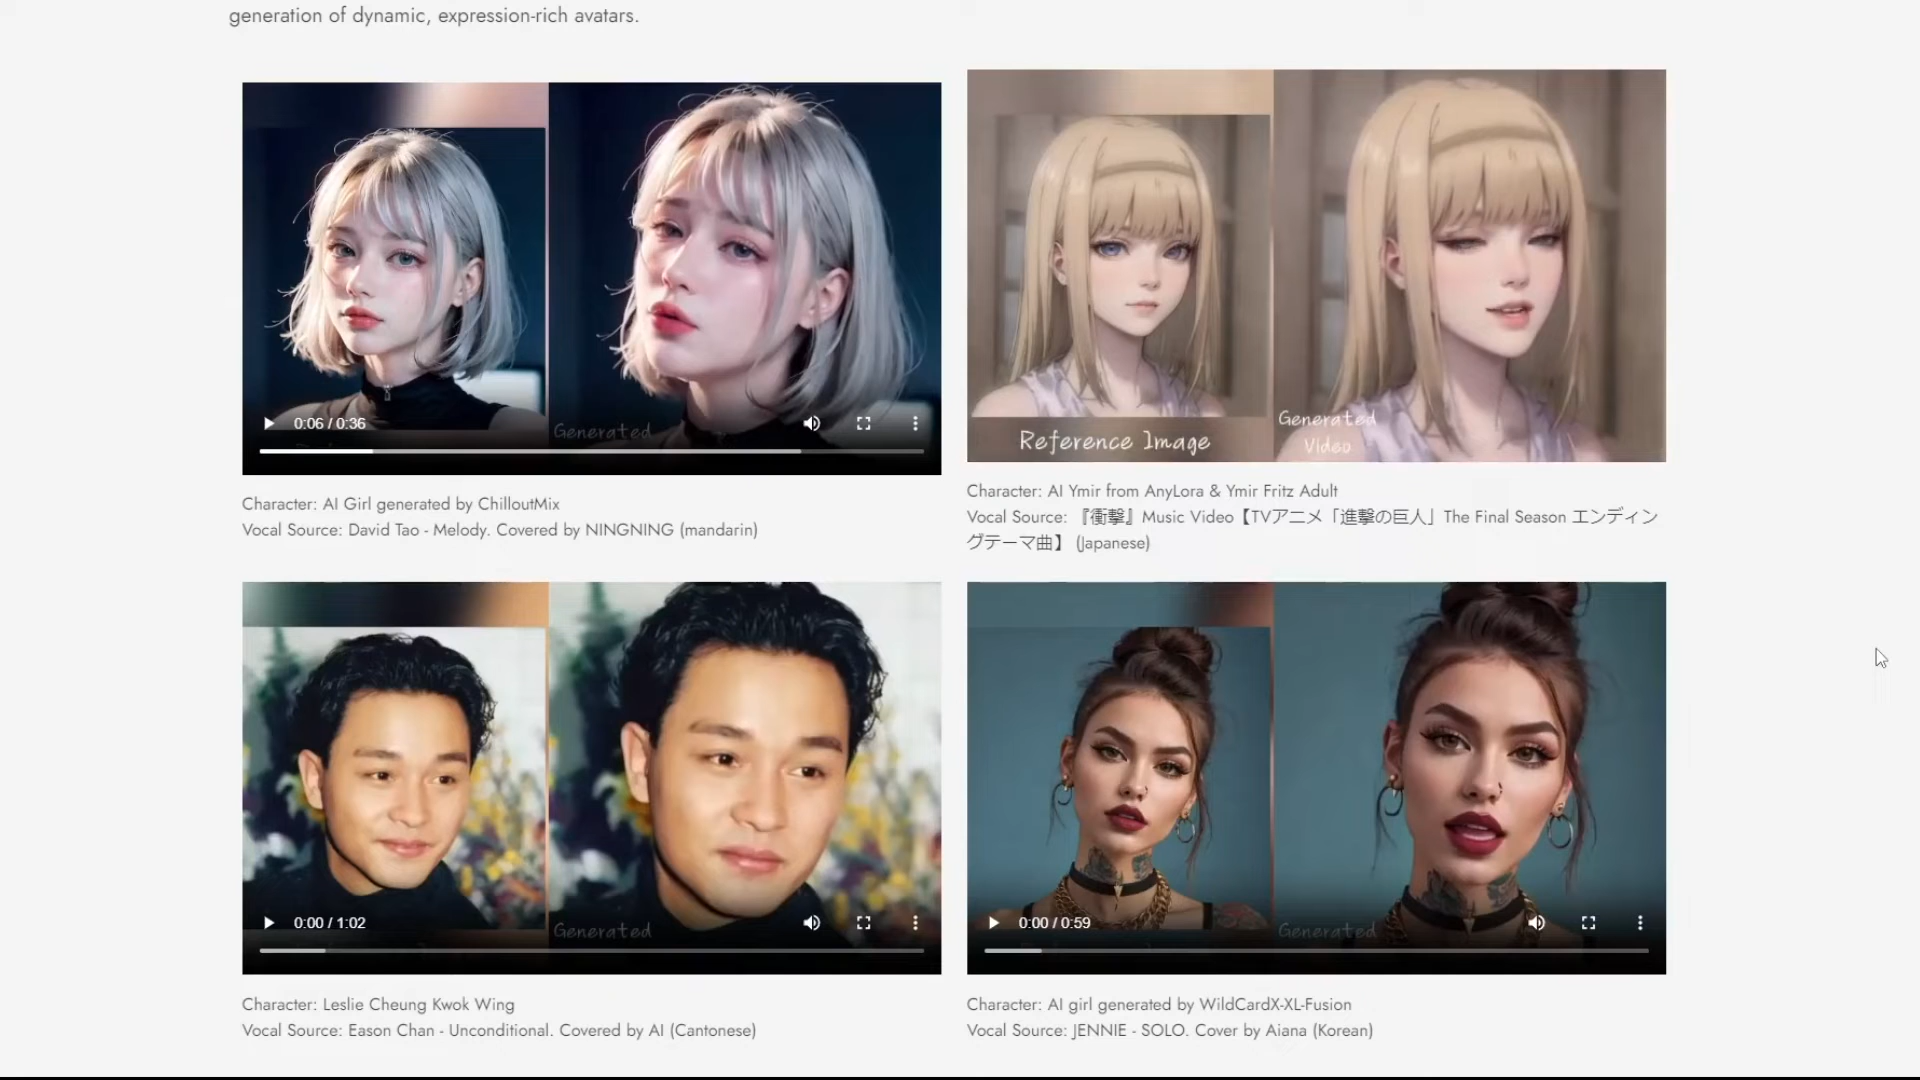 generation of dynamic, expression-rich avatars.
0:06 / 0:36
Generated
Character: AI Girl generated by ChilloutMix
Vocal Source: David Tao - Melody. Covered by NINGNING (mandarin)
Reference Image
Generated
Video
Character: AI Ymir from AnyLora & Ymir Fritz Adult
Vocal Source: 『衝撃』Music Video【TVアニメ「進撃の巨人」The Final Season エンディン
グテーマ曲】 (Japanese)
0:00 / 1:02
Generated
Character: Leslie Cheung Kwok Wing
Vocal Source: Eason Chan - Unconditional. Covered by AI (Cantonese)
0:00 / 0:59
Generated
Character: AI girl generated by WildCardX-XL-Fusion
Vocal Source: JENNIE - SOLO. Cover by Aiana (Korean)